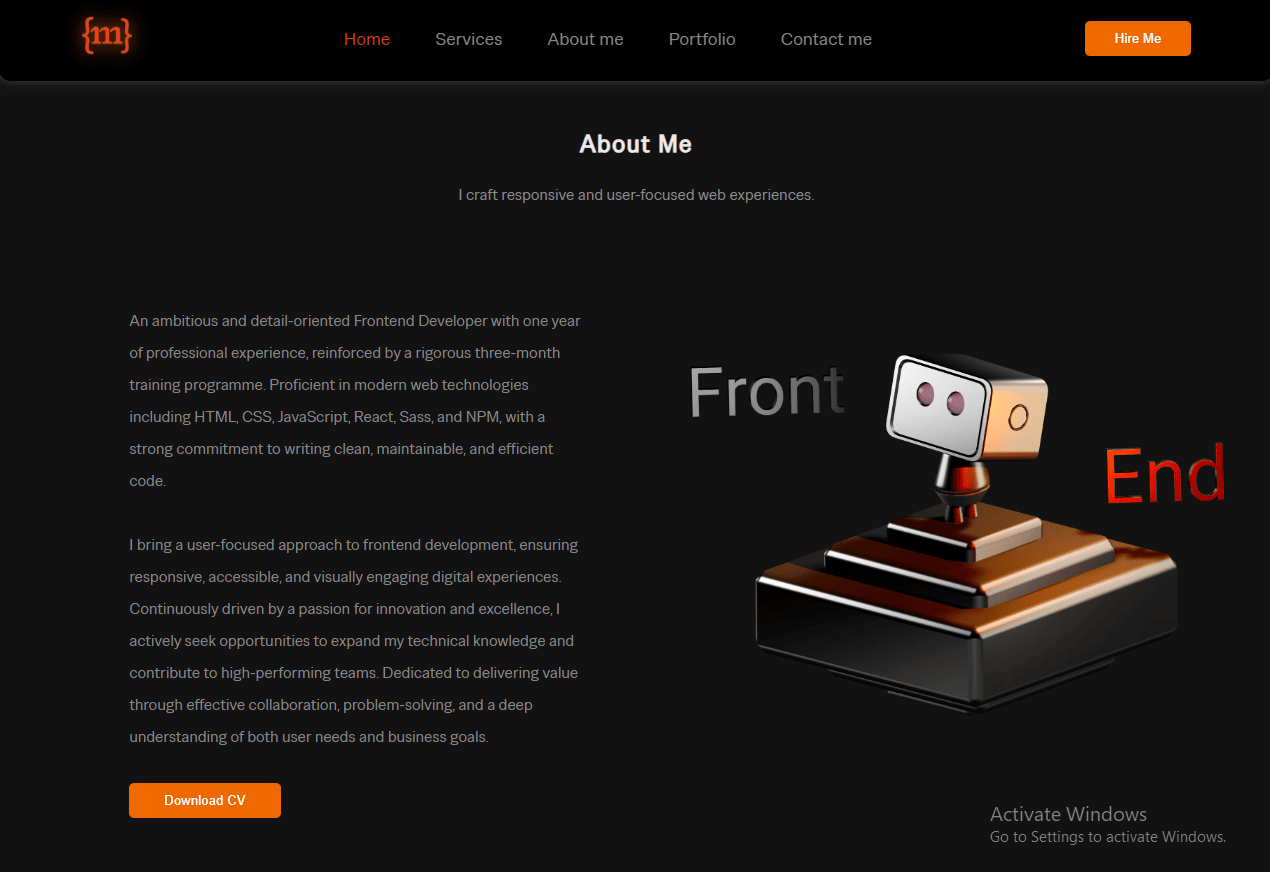 {m}
Home Services About me Portfolio Contact me Hire Me
About Me
I craft responsive and user-focused web experiences.
An ambitious and detail-oriented Frontend Developer with one year
of professional experience, reinforced by a rigorous three-month
training programme. Proficient in modern web technologies
including HTML, CSS, JavaScript, React, Sass, and NPM, with a
strong commitment to writing clean, maintainable, and efficient
code.
I bring a user-focused approach to frontend development, ensuring
responsive, accessible, and visually engaging digital experiences.
Continuously driven by a passion for innovation and excellence, I
actively seek opportunities to expand my technical knowledge and
contribute to high-performing teams. Dedicated to delivering value
through effective collaboration, problem-solving, and a deep
understanding of both user needs and business goals.
Download CV
Front
End
Activate Windows
Go to Settings to activate Windows.